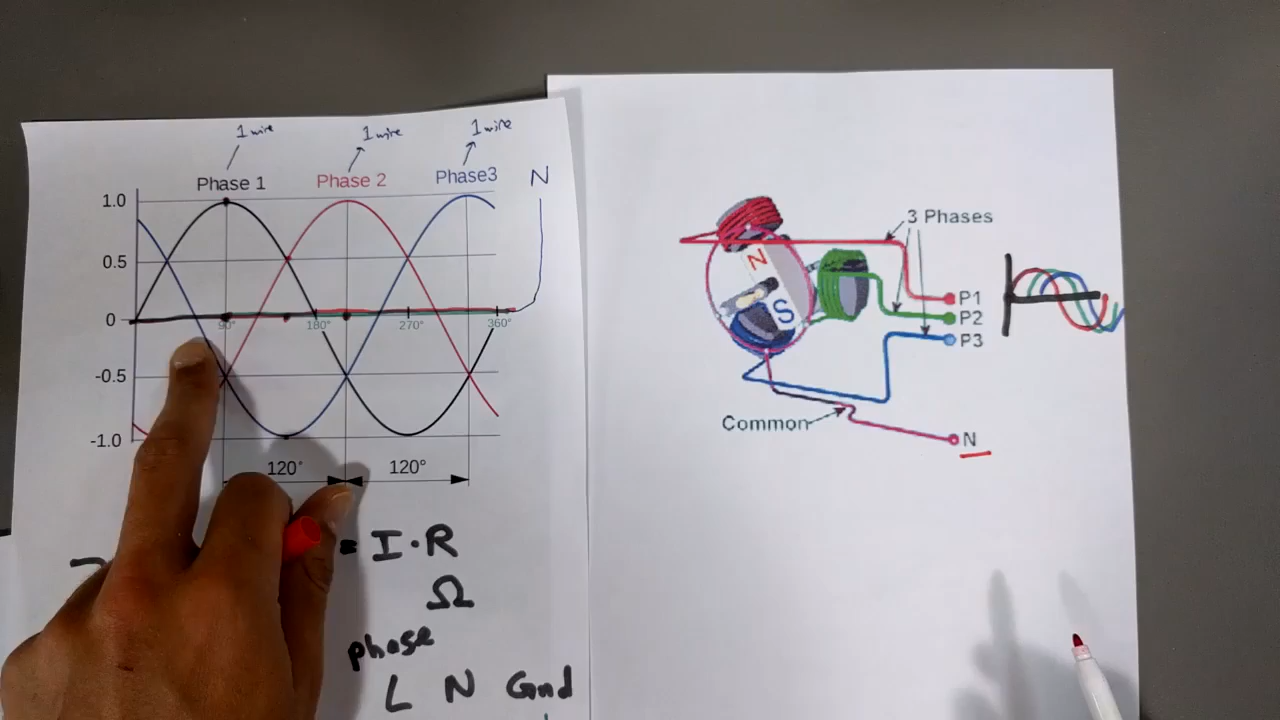 1 wire 1 wire 1 wire
Phase 1 Phase 2 Phase3 N
1.0
0.5
0
90° 180° 270° 360°
-0.5
-1.0
120° 120°
= I·R
Ω
phase
L N Gnd
3 Phases
N
S
P1
P2
P3
Common
N